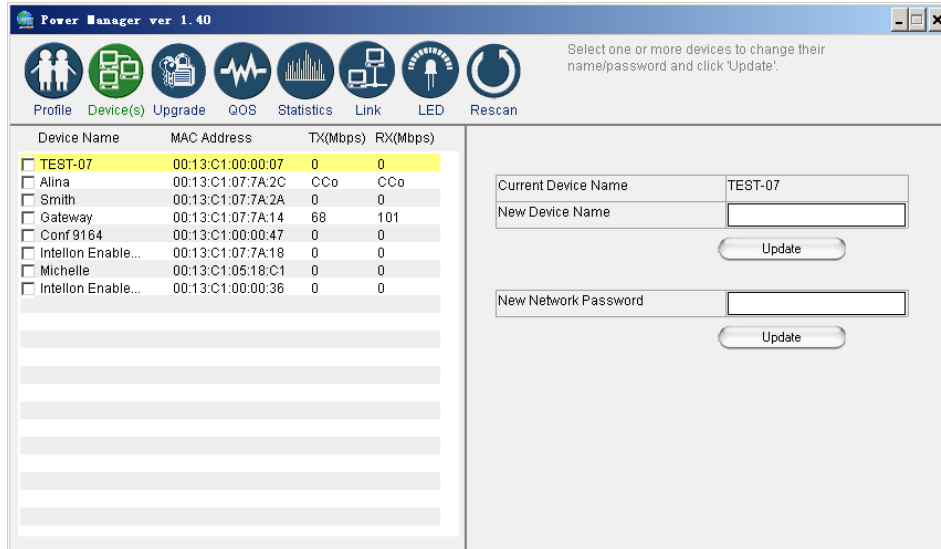 Power Manager ver 1.40
Select one or more devices to change their
name/password and click 'Update'.
Profile Device(s) Upgrade QOS Statistics Link LED Rescan
Device Name MAC Address TX(Mbps) RX(Mbps)
TEST-07 00:13:C1:00:00:07 0 0
Alina 00:13:C1:07:7A:2C CCo CCo
Smith 00:13:C1:07:7A:2A 0 0
Gateway 00:13:C1:07:7A:14 68 101
Conf 9164 00:13:C1:00:00:47 0 0
Intellon Enable... 00:13:C1:07:7A:18 0 0
Michelle 00:13:C1:05:18:C1 0 0
Intellon Enable... 00:13:C1:00:00:36 0 0
Current Device Name TEST-07
New Device Name
Update
New Network Password
Update